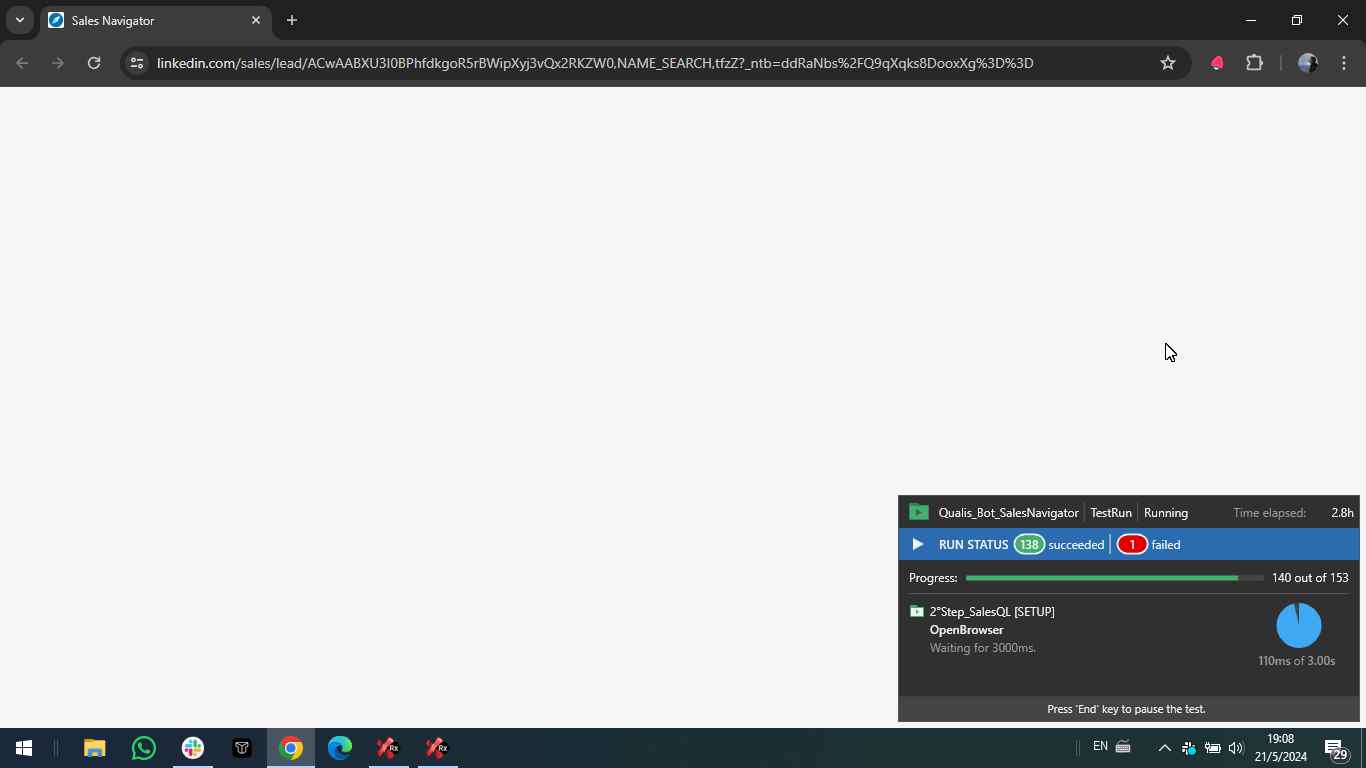 Sales Navigator
linkedin.com/sales/lead/ACwAABXU3I0BPhfdkgoR5rBWipXyj3vQx2RKZW0,NAME_SEARCH,tfzZ?_ntb=ddRaNbs%2FQ9qXqks8DooxXg%3D%3D
Qualis_Bot_SalesNavigator TestRun Running Time elapsed: 2.8h
RUN STATUS 138 succeeded 1 failed
Progress: 140 out of 153
2°Step_SalesQL [SETUP]
OpenBrowser
Waiting for 3000ms.
110ms of 3.00s
Press 'End' key to pause the test.
Rx
Rx
EN
19:08
21/5/2024
29